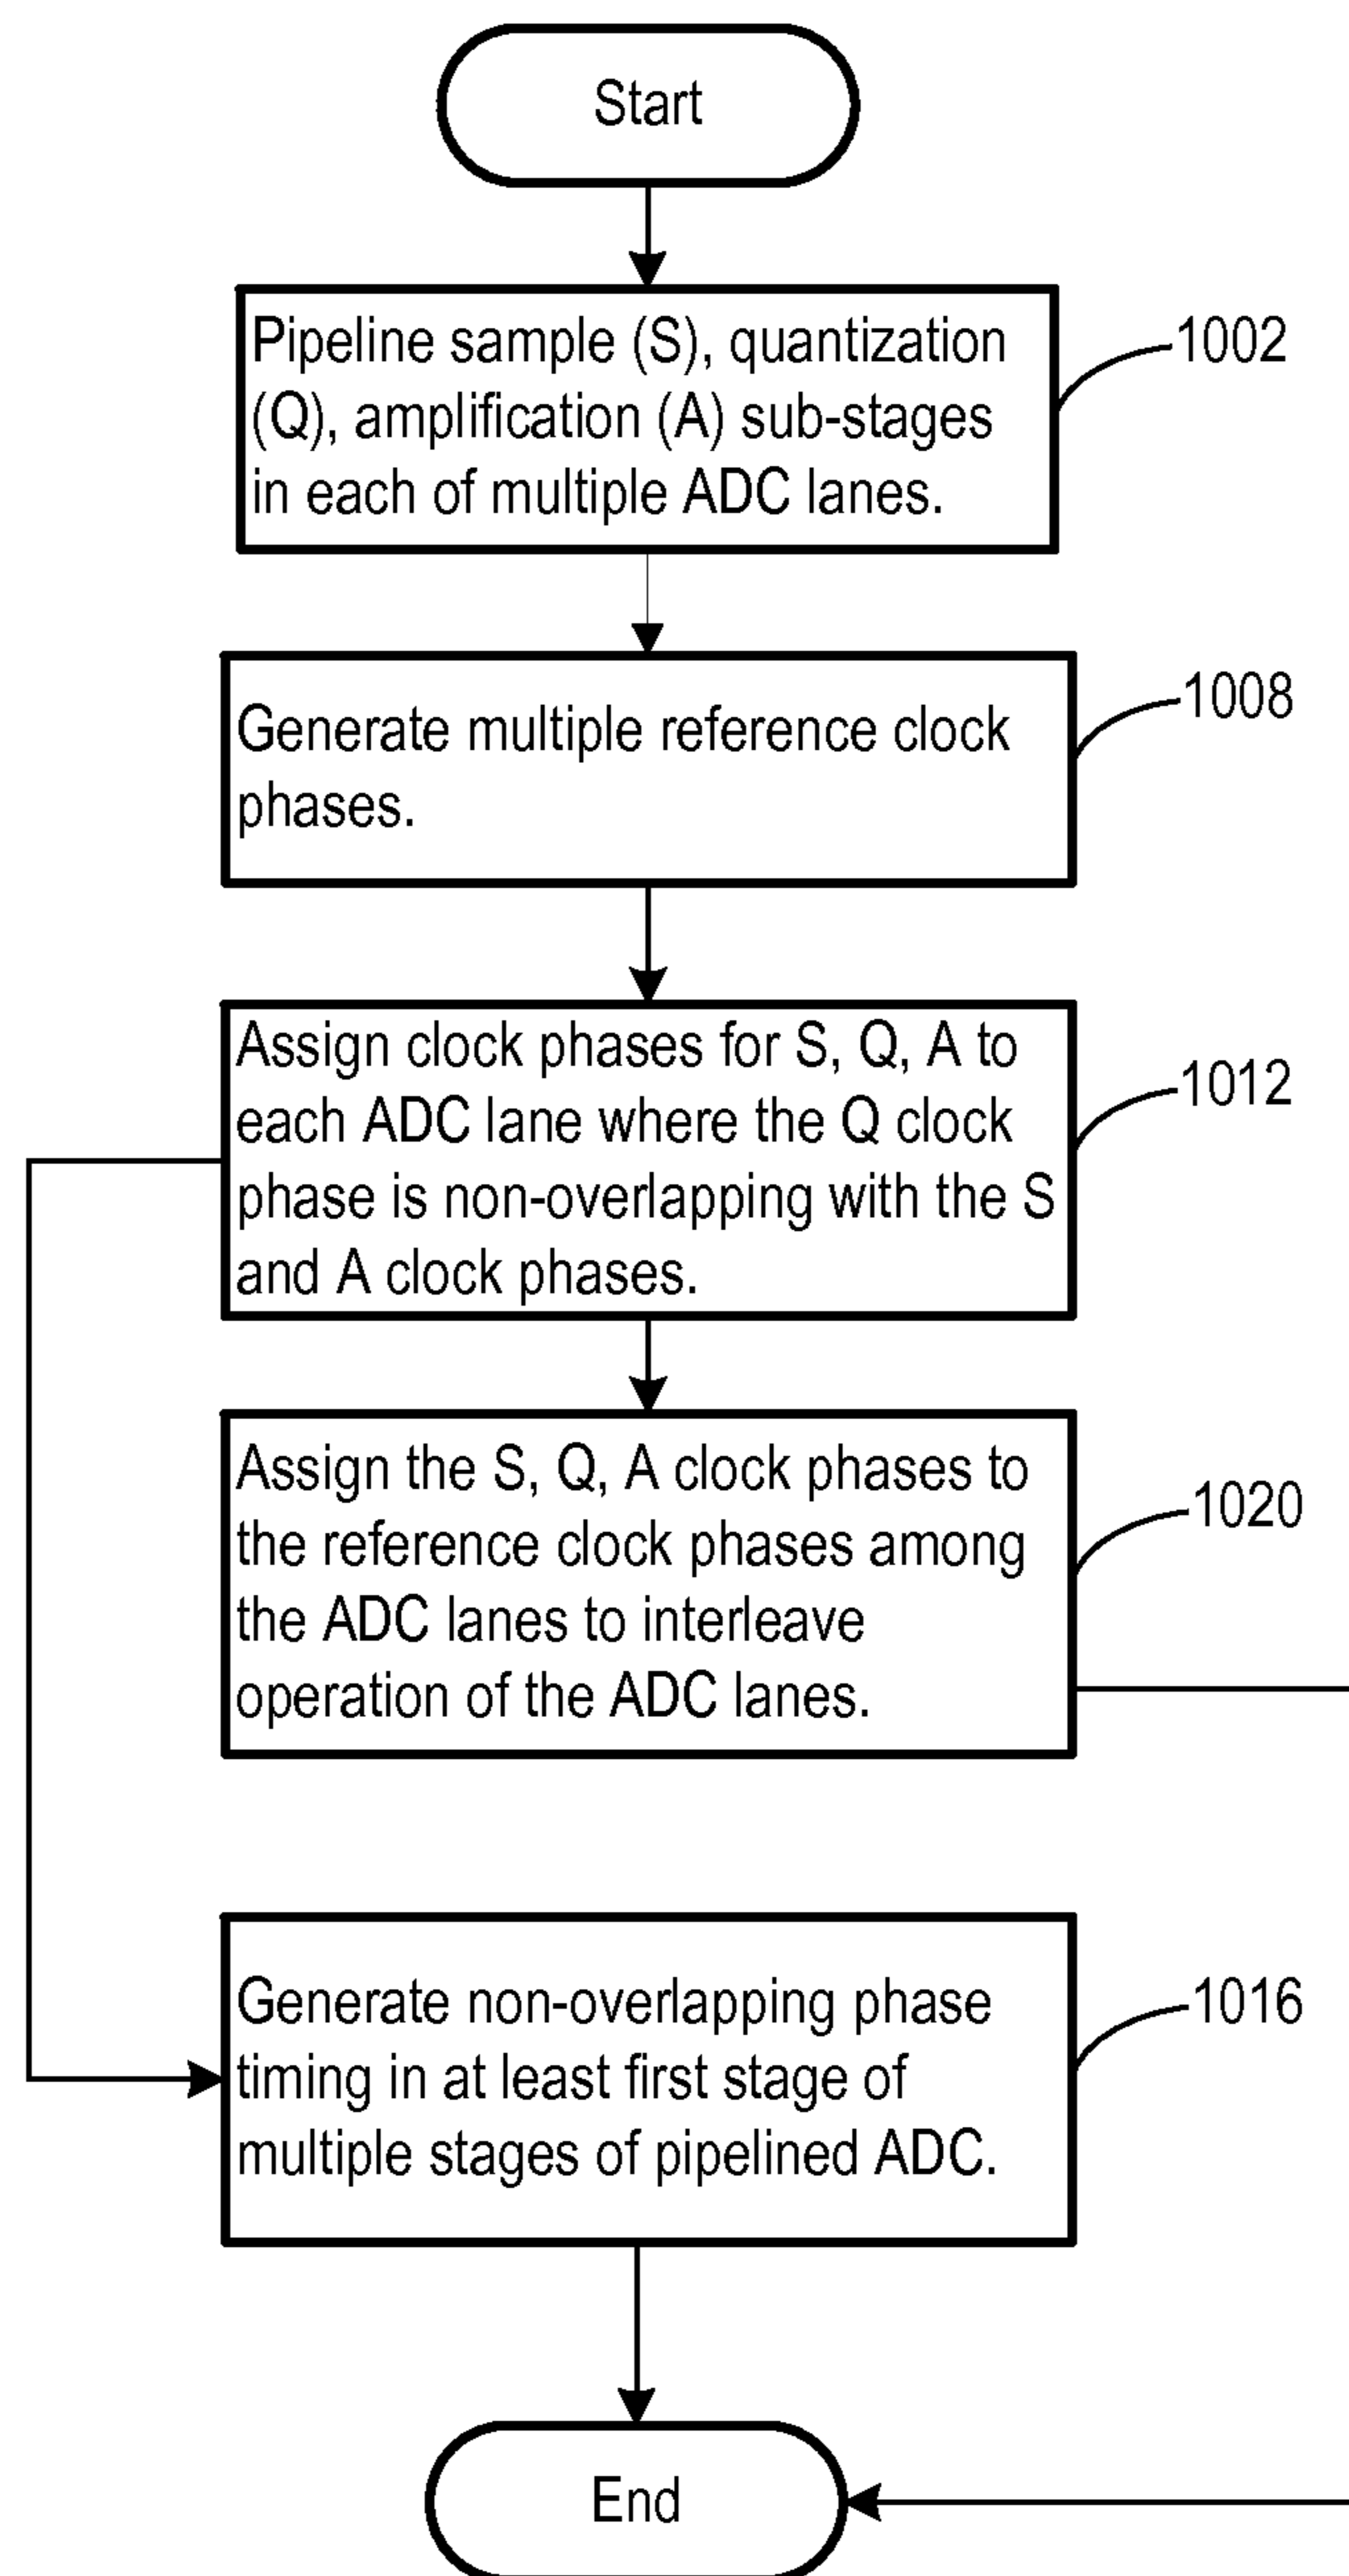 Start
Pipeline sample (S), quantization
(Q), amplification (A) sub-stages
in each of multiple ADC lanes.
1002
Generate multiple reference clock
phases.
1008
Assign clock phases for S, Q, A to
each ADC lane where the Q clock
phase is non-overlapping with the S
and A clock phases.
1012
Assign the S, Q, A clock phases to
the reference clock phases among
the ADC lanes to interleave
operation of the ADC lanes.
1020
Generate non-overlapping phase
timing in at least first stage of
multiple stages of pipelined ADC.
1016
End